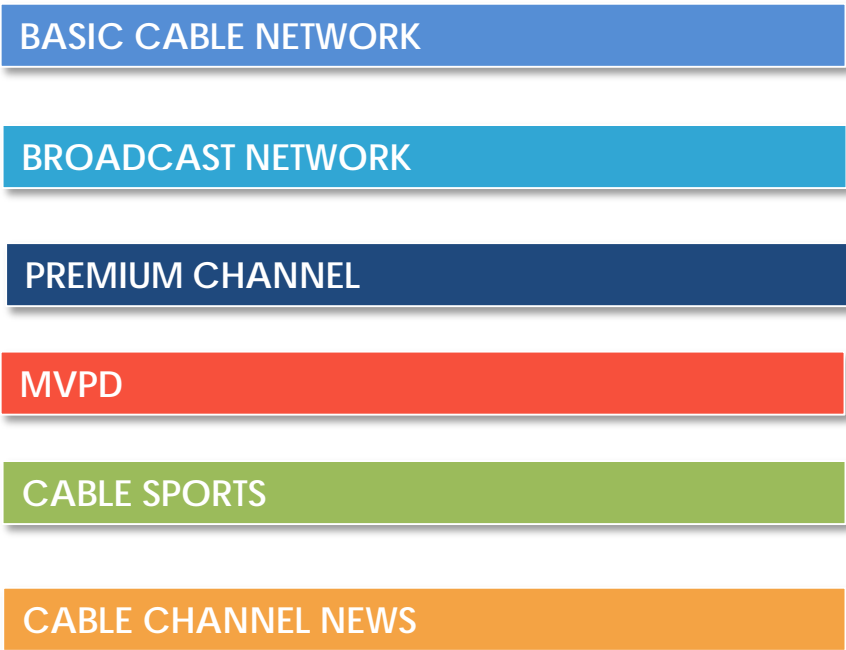 BASIC CABLE NETWORK
BROADCAST NETWORK
PREMIUM CHANNEL
MVPD
CABLE SPORTS
CABLE CHANNEL NEWS